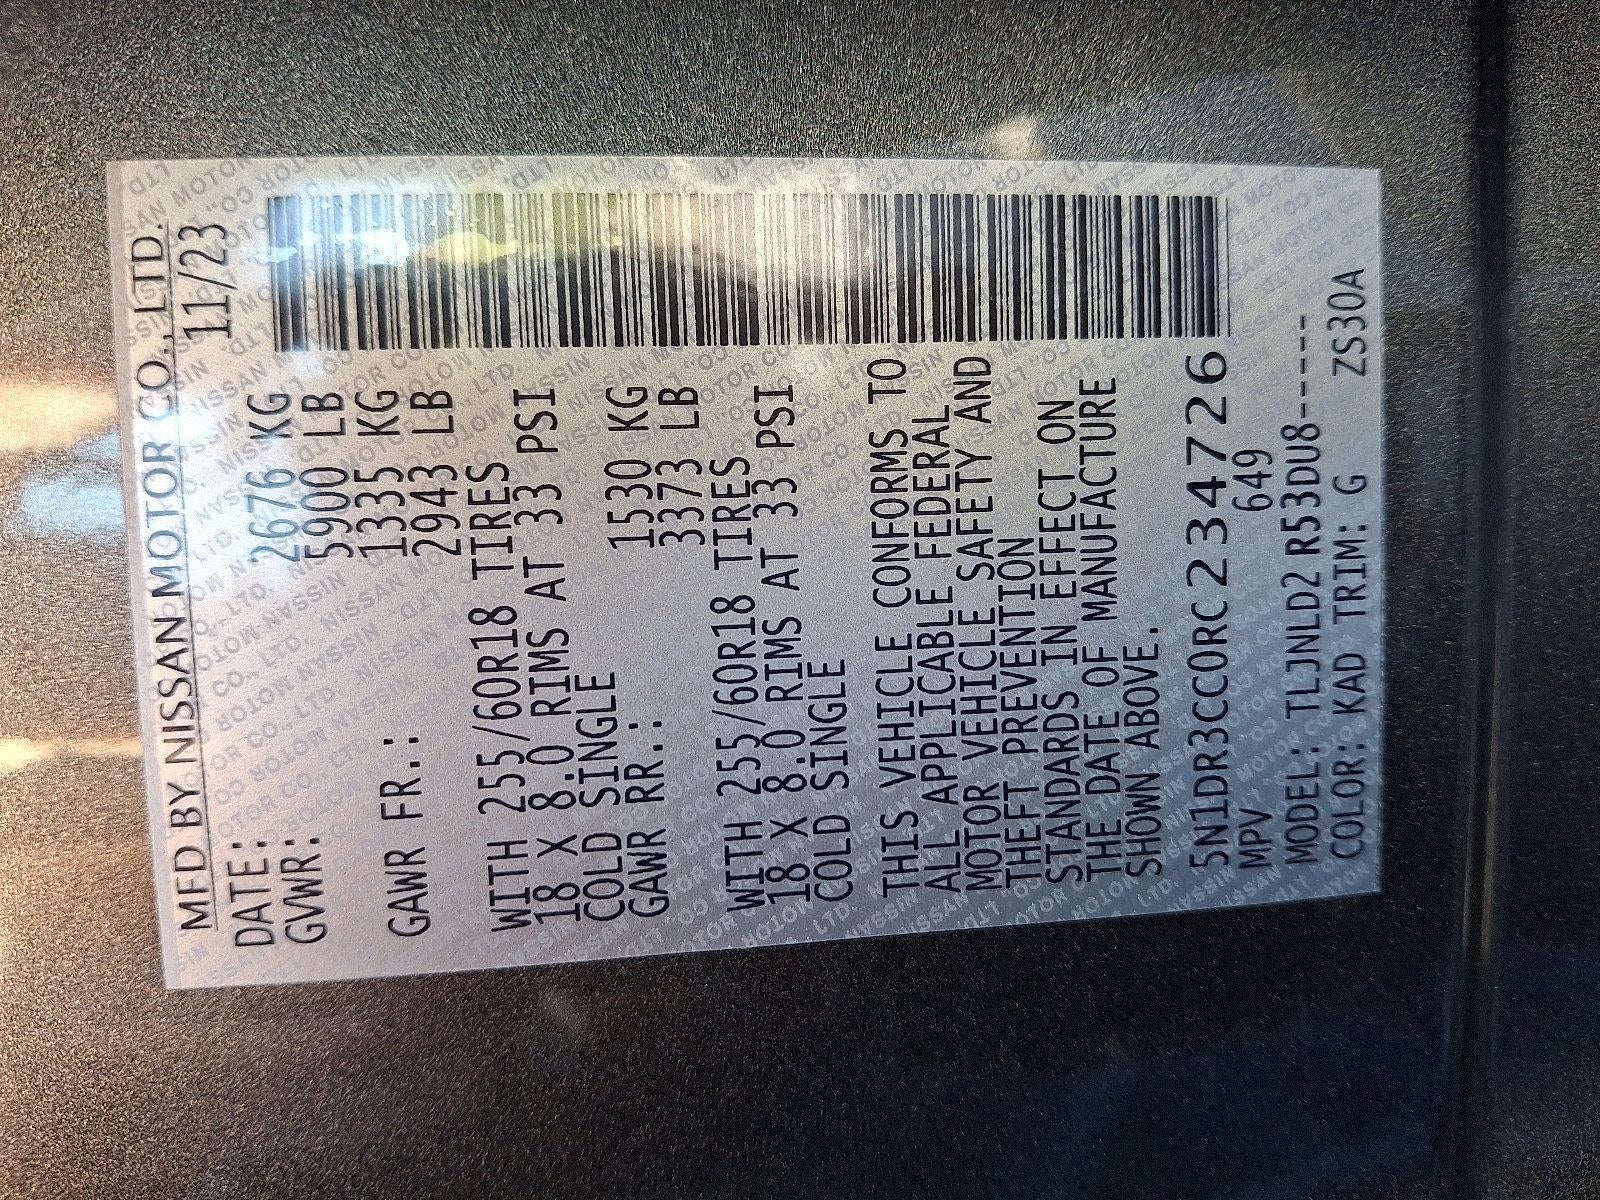 MFD BY NISSAN MOTOR CO., LTD.
DATE: 11/23
GVWR: 2676 KG
5900 LB
GAWR FR.: 1335 KG
2943 LB
WITH 255/60R18 TIRES
18 X 8.0 RIMS AT 33 PSI
COLD SINGLE
GAWR RR.: 1530 KG
3373 LB
WITH 255/60R18 TIRES
18 X 8.0 RIMS AT 33 PSI
COLD SINGLE
THIS VEHICLE CONFORMS TO
ALL APPLICABLE FEDERAL
MOTOR VEHICLE SAFETY AND
THEFT PREVENTION
STANDARDS IN EFFECT ON
THE DATE OF MANUFACTURE
SHOWN ABOVE.
5N1DR3CC0RC234726
MPV 649
MODEL: TLJNLD2 R53DU8-----
COLOR: KAD TRIM: G ZS30A